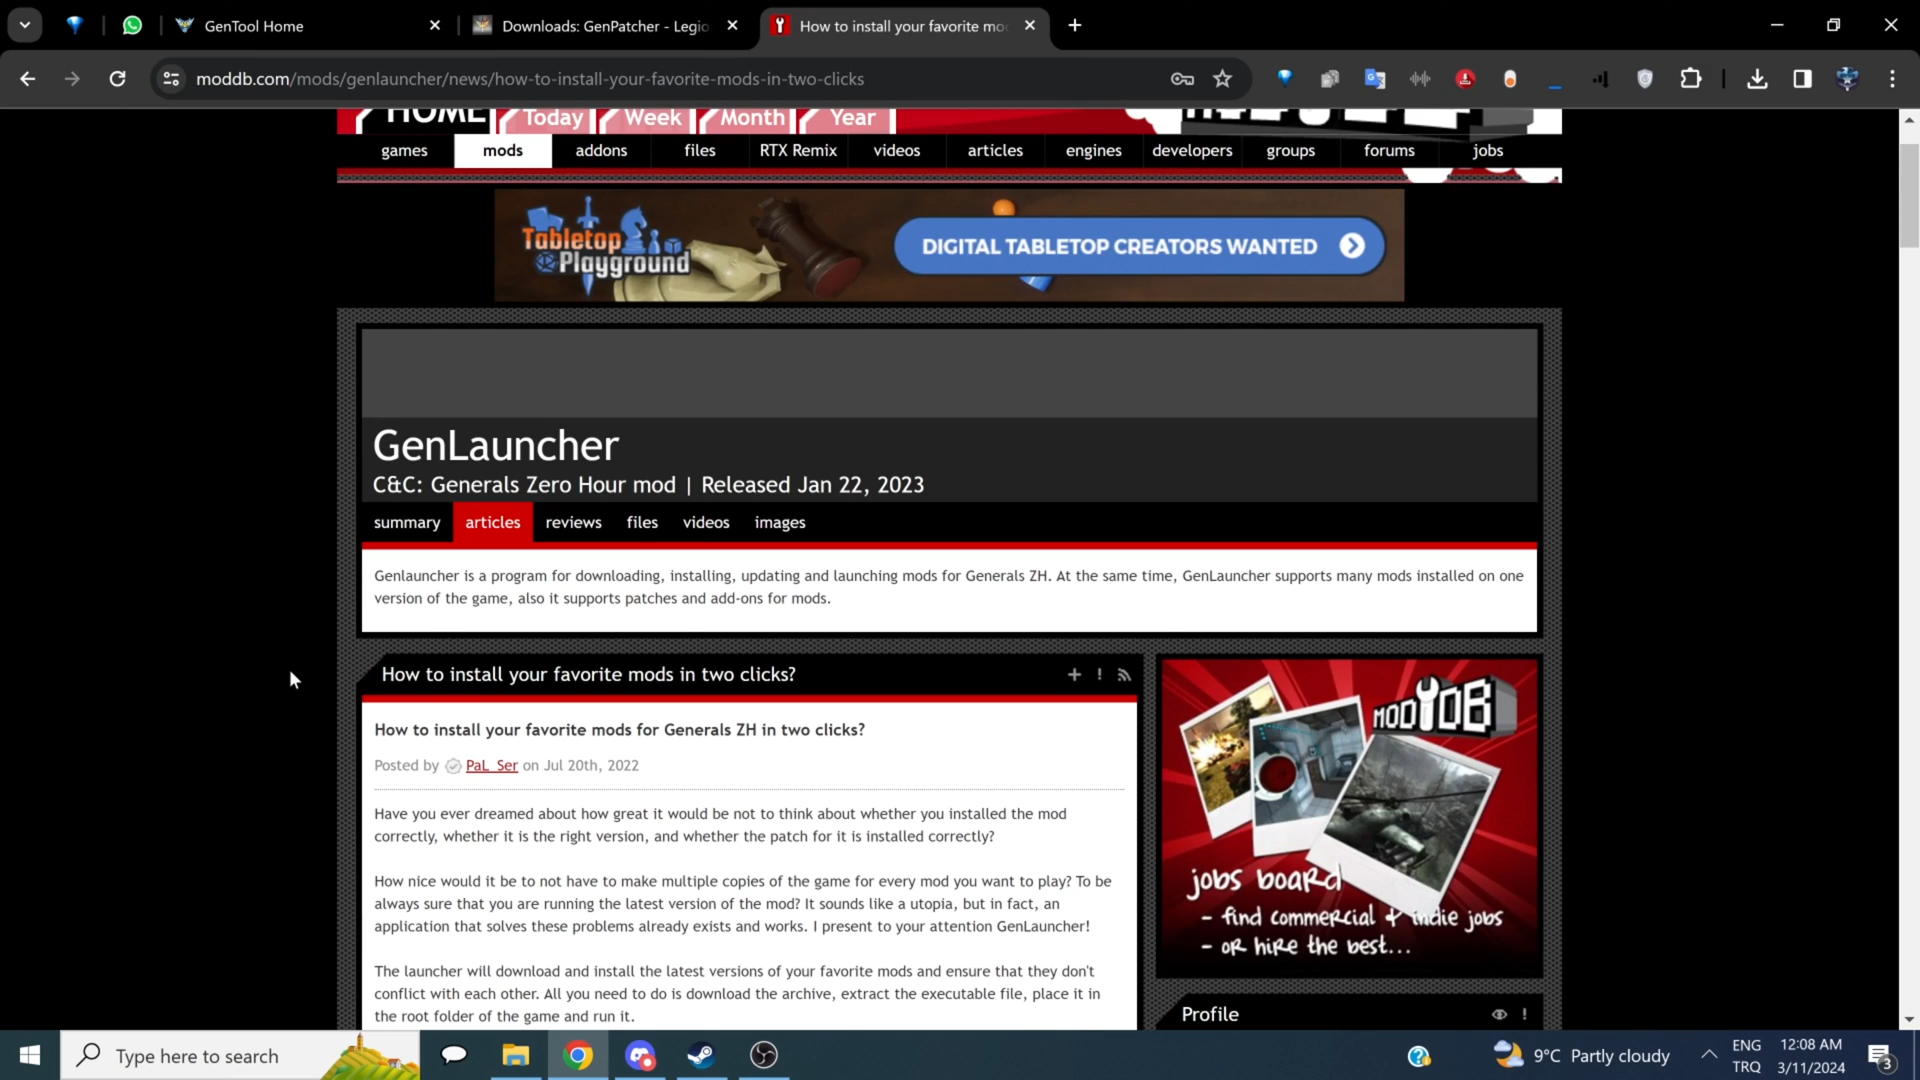 GenTool Home
Downloads: GenPatcher - Legio
How to install your favorite mo
moddb.com/mods/genlauncher/news/how-to-install-your-favorite-mods-in-two-clicks
HOME
Today
Week
Month
Year
games
mods
addons
files
RTX Remix
videos
articles
engines
developers
groups
forums
jobs
Tabletop
Playground
DIGITAL TABLETOP CREATORS WANTED
GenLauncher
C&C: Generals Zero Hour mod | Released Jan 22, 2023
summary
articles
reviews
files
videos
images
Genlauncher is a program for downloading, installing, updating and launching mods for Generals ZH. At the same time, GenLauncher supports many mods installed on one
version of the game, also it supports patches and add-ons for mods.
How to install your favorite mods in two clicks?
How to install your favorite mods for Generals ZH in two clicks?
Posted by PaL_Ser on Jul 20th, 2022
Have you ever dreamed about how great it would be not to think about whether you installed the mod
correctly, whether it is the right version, and whether the patch for it is installed correctly?
How nice would it be to not have to make multiple copies of the game for every mod you want to play? To be
always sure that you are running the latest version of the mod? It sounds like a utopia, but in fact, an
application that solves these problems already exists and works. I present to your attention GenLauncher!
The launcher will download and install the latest versions of your favorite mods and ensure that they don't
conflict with each other. All you need to do is download the archive, extract the executable file, place it in
the root folder of the game and run it.
MODDB
jobs board
- find commercial + indie jobs
- or hire the best...
Profile
Type here to search
9°C Partly cloudy
ENG
TRQ
12:08 AM
3/11/2024
3